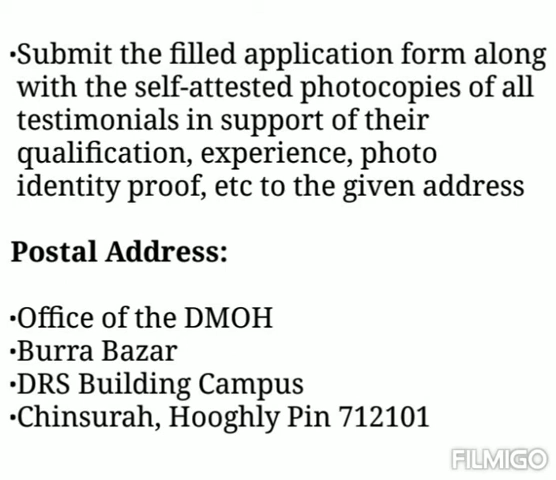 •Submit the filled application form along
with the self-attested photocopies of all
testimonials in support of their
qualification, experience, photo
identity proof, etc to the given address
Postal Address:
•Office of the DMOH
•Burra Bazar
•DRS Building Campus
•Chinsurah, Hooghly Pin 712101
FILMIGO